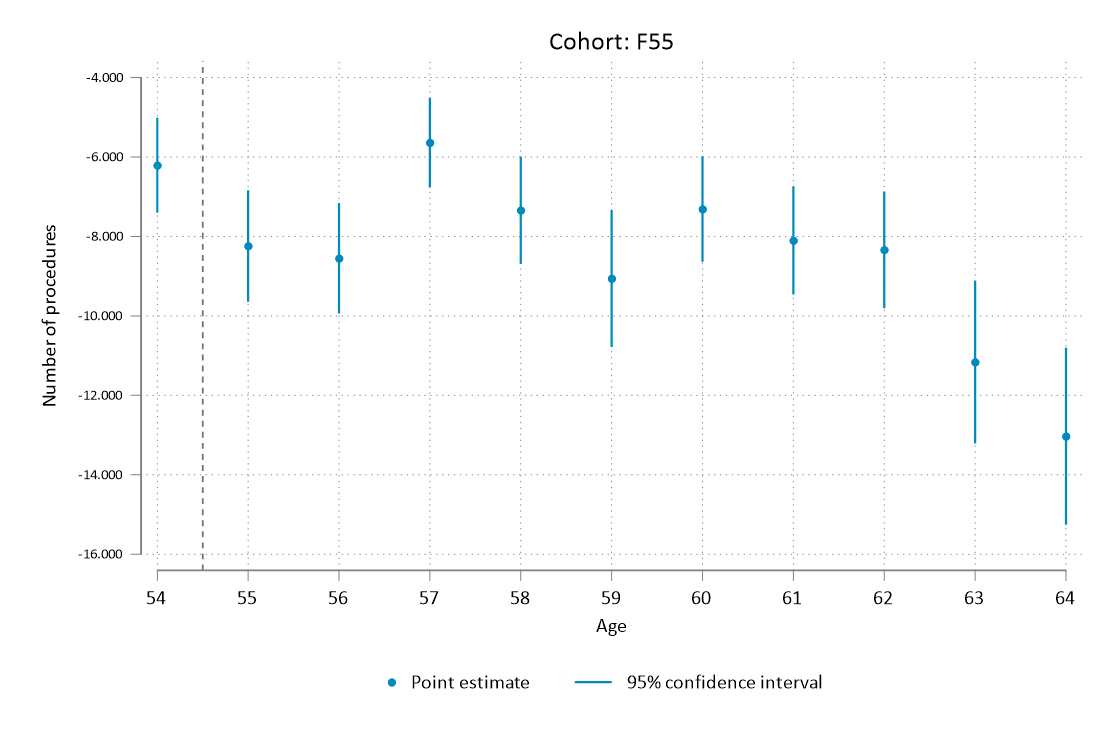 Cohort: F55
-4.000
-6.000
-8.000
-10.000
-12.000
-14.000
-16.000
Number of procedures
54 55 56 57 58 59 60 61 62 63 64
Age
Point estimate 95% confidence interval